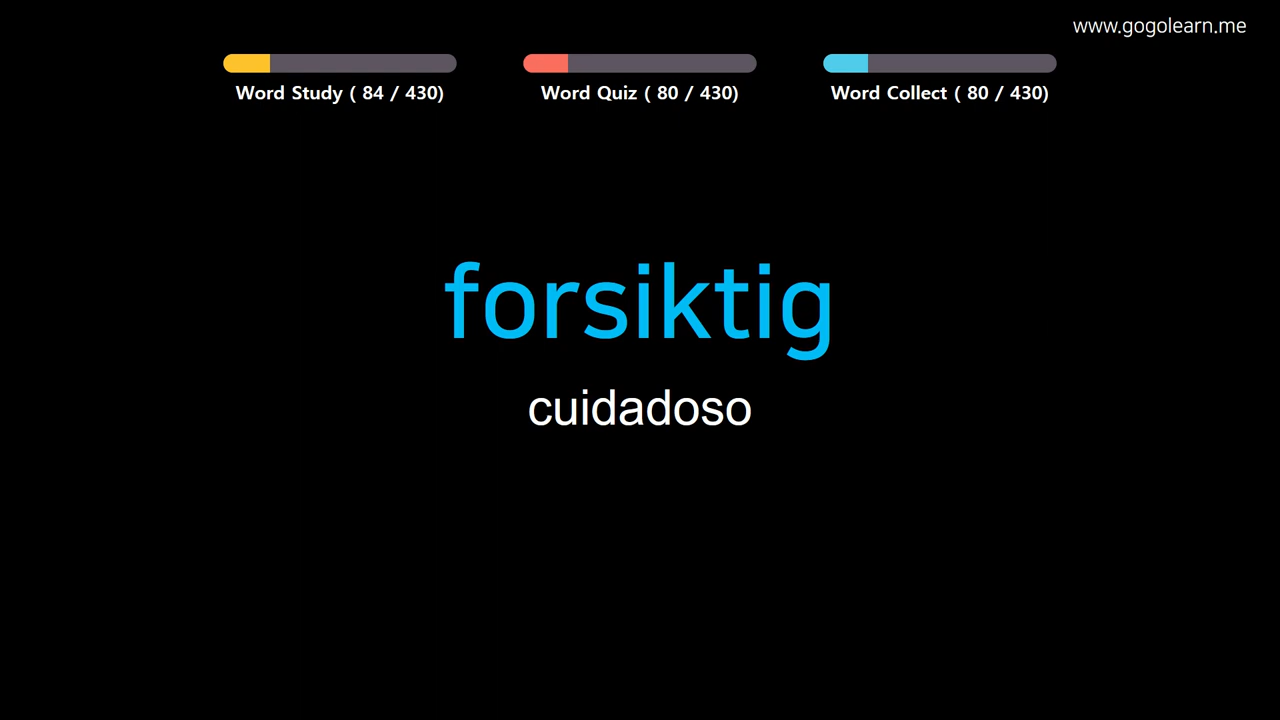 www.gogolearn.me
Word Study ( 84 / 430)
Word Quiz ( 80 / 430)
Word Collect ( 80 / 430)
forsiktig
cuidadoso